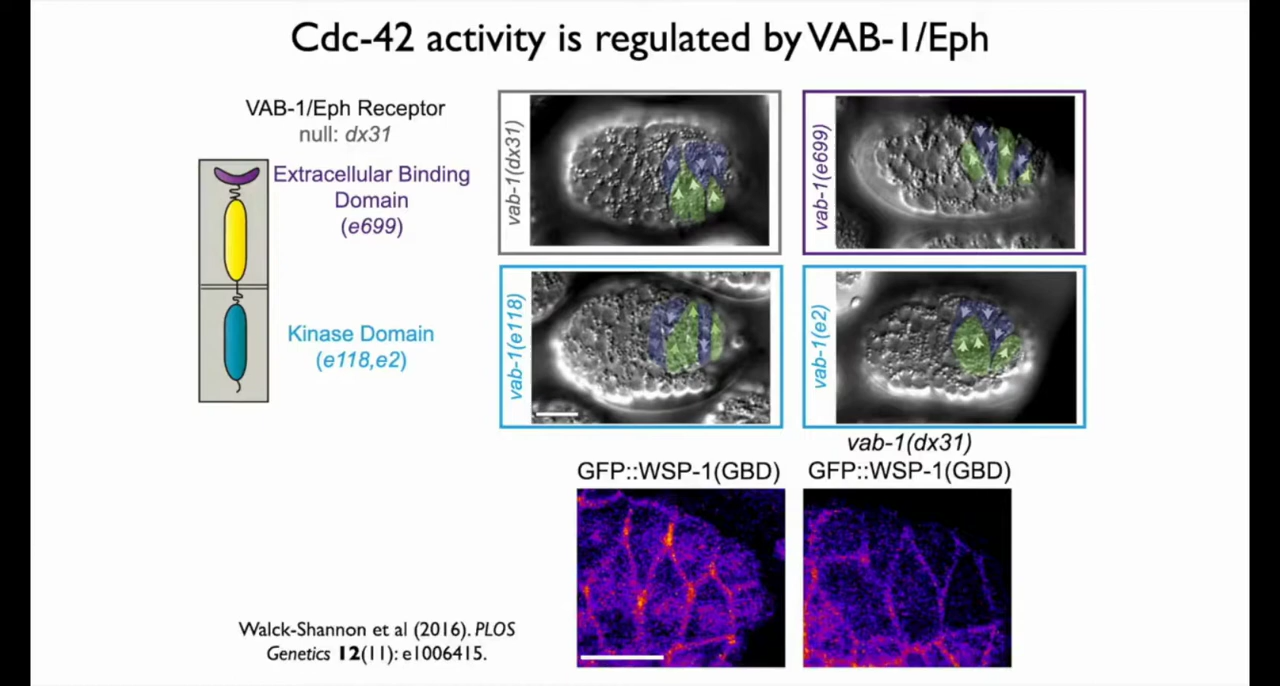 Cdc-42 activity is regulated by VAB-1/Eph
VAB-1/Eph Receptor
null: dx31
Extracellular Binding
Domain
(e699)
Kinase Domain
(e118,e2)
vab-1(dx31)
vab-1(e699)
vab-1(e118)
vab-1(e2)
GFP::WSP-1(GBD)
vab-1(dx31)
GFP::WSP-1(GBD)
Walck-Shannon et al (2016). PLOS
Genetics 12(11): e1006415.